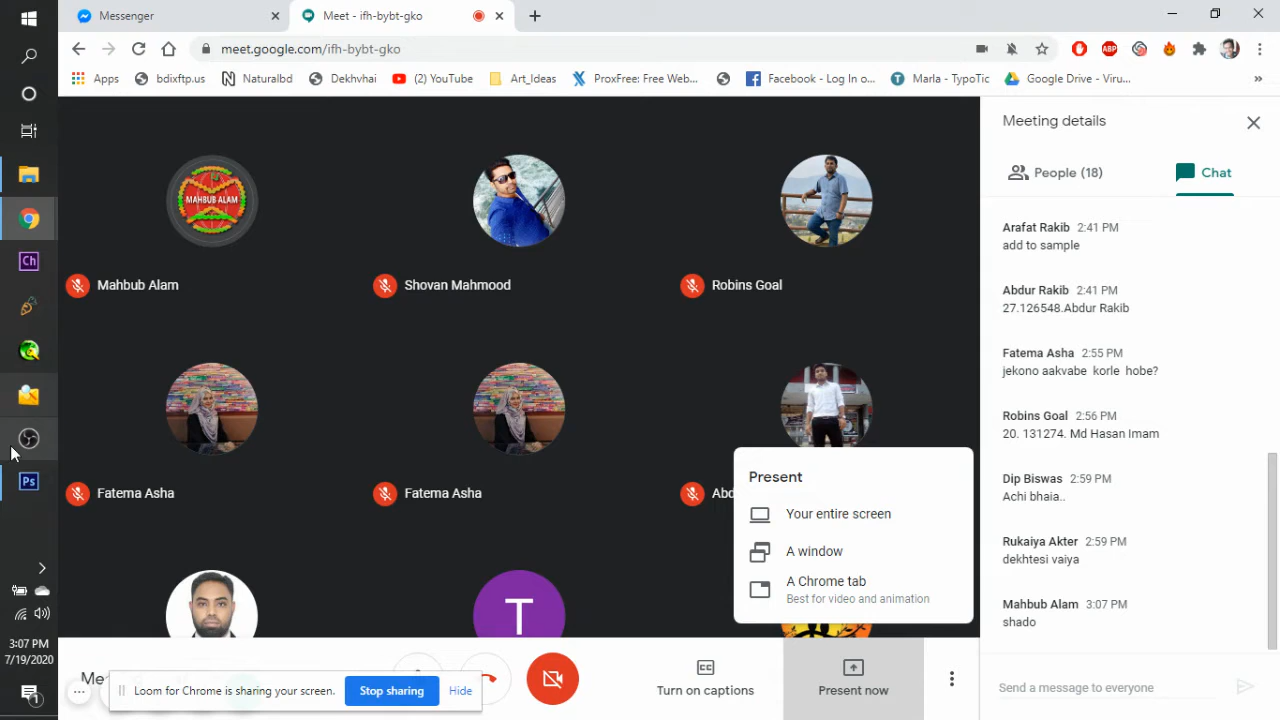 Messenger
Meet - ifh-bybt-gko
meet.google.com/ifh-bybt-gko
ABP
Apps
bdixftp.us
Naturalbd
Dekhvhai
(2) YouTube
Art_Ideas
ProxFree: Free Web...
Facebook - Log In o...
Marla - TypoTic
Google Drive - Viru...
MAHBUB ALAM
Mahbub Alam
Shovan Mahmood
Robins Goal
Fatema Asha
Fatema Asha
Abd
T
Present
Your entire screen
A window
A Chrome tab
Best for video and animation
Meeting details
People (18)
Chat
Arafat Rakib 2:41 PM
add to sample
Abdur Rakib 2:41 PM
27.126548.Abdur Rakib
Fatema Asha 2:55 PM
jekono aakvabe korle hobe?
Robins Goal 2:56 PM
20. 131274. Md Hasan Imam
Dip Biswas 2:59 PM
Achi bhaia..
Rukaiya Akter 2:59 PM
dekhtesi vaiya
Mahbub Alam 3:07 PM
shado
Send a message to everyone
Loom for Chrome is sharing your screen.
Stop sharing
Hide
CC
Turn on captions
Present now
Ch
Ps
3:07 PM
7/19/2020
1